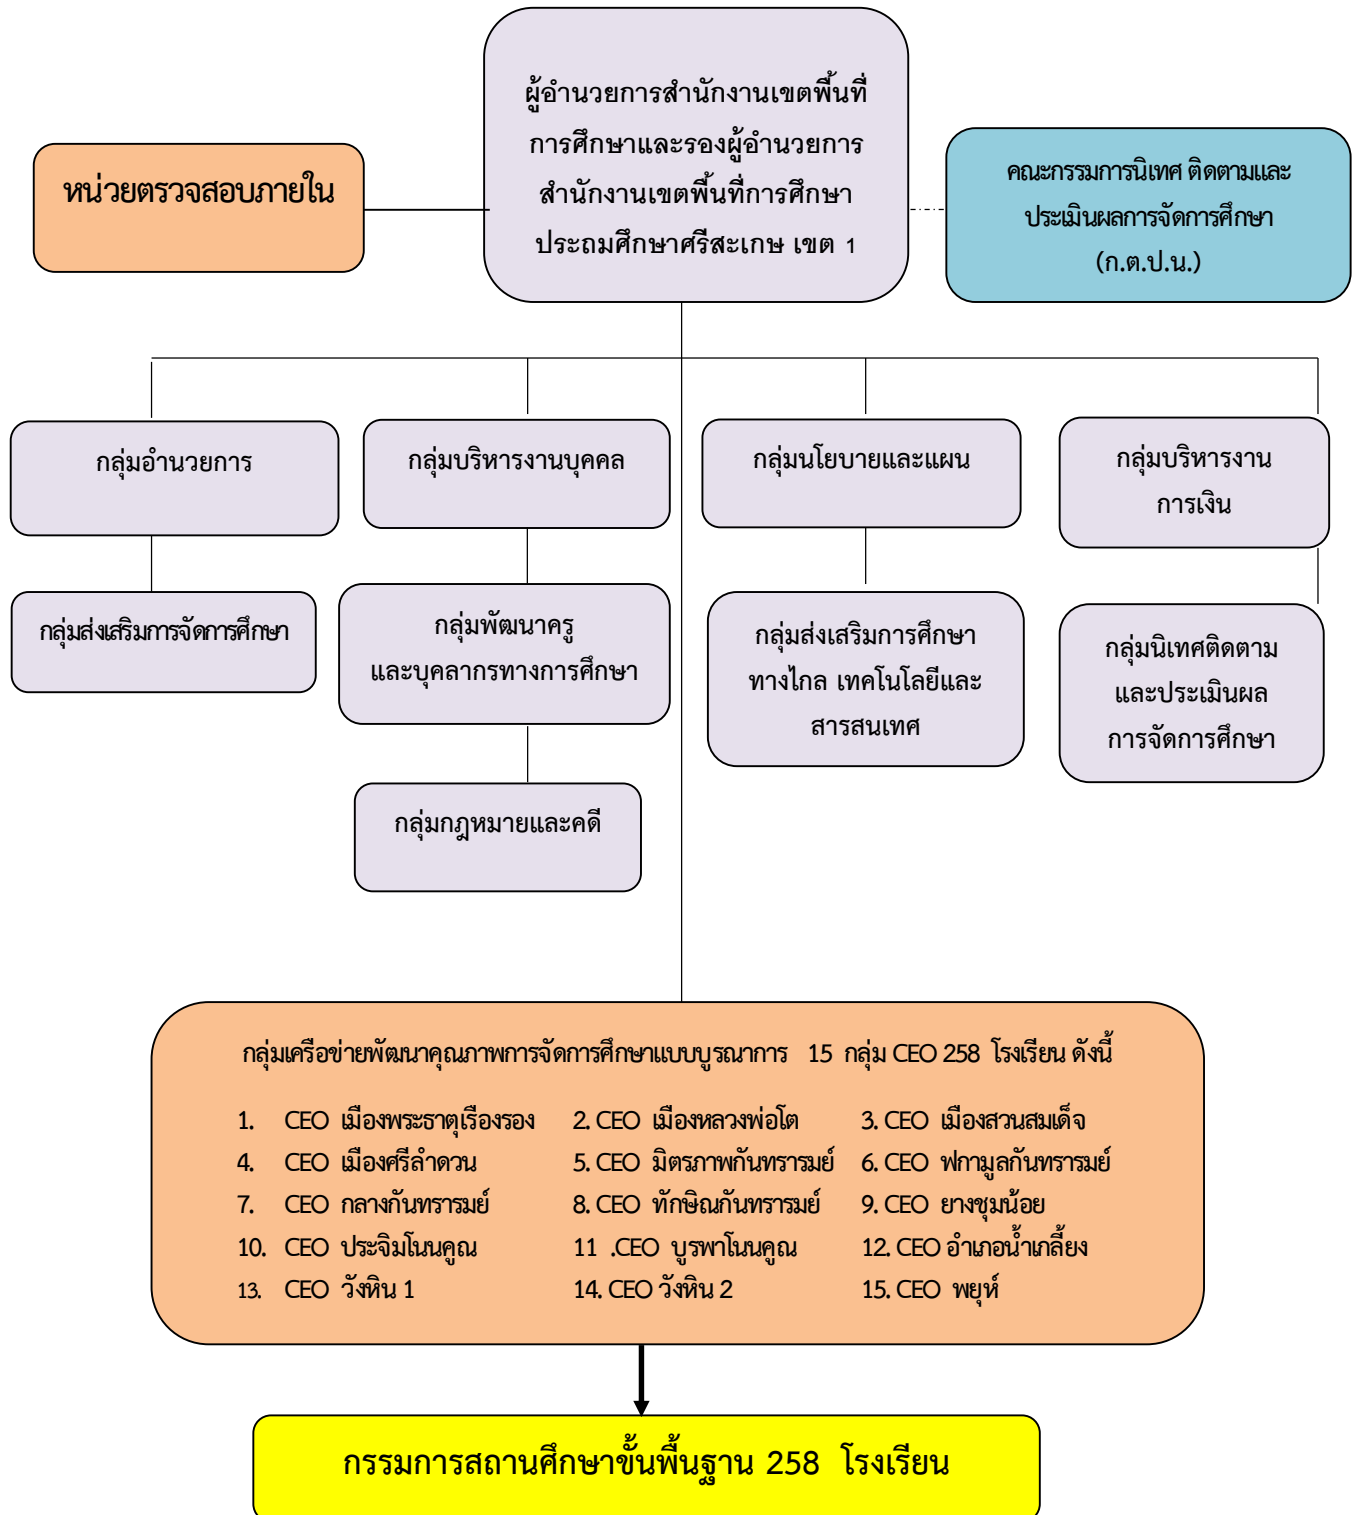 ผู้อำนวยการสำนักงานเขตพื้นที่
การศึกษาและรองผู้อำนวยการ
สำนักงานเขตพื้นที่การศึกษา
ประถมศึกษาศรีสะเกษ เขต 1
หน่วยตรวจสอบภายใน
คณะกรรมการนิเทศ ติดตามและ
ประเมินผลการจัดการศึกษา
(ก.ต.ป.น.)
กลุ่มอำนวยการ
กลุ่มบริหารงานบุคคล
กลุ่มนโยบายและแผน
กลุ่มบริหารงาน
การเงิน
กลุ่มส่งเสริมการจัดการศึกษา
กลุ่มพัฒนาครู
และบุคลากรทางการศึกษา
กลุ่มส่งเสริมการศึกษา
ทางไกล เทคโนโลยีและ
สารสนเทศ
กลุ่มนิเทศติดตาม
และประเมินผล
การจัดการศึกษา
กลุ่มกฎหมายและคดี
กลุ่มเครือข่ายพัฒนาคุณภาพการจัดการศึกษาแบบบูรณาการ 15 กลุ่ม CEO 258 โรงเรียน ดังนี้
1. CEO เมืองพระธาตุเรืองรอง 2. CEO เมืองหลวงพ่อโต 3. CEO เมืองสวนสมเด็จ
4. CEO เมืองศรีลำดวน 5. CEO มิตรภาพกันทรารมย์ 6. CEO ฟกามูลกันทรารมย์
7. CEO กลางกันทรารมย์ 8. CEO ทักษิณกันทรารมย์ 9. CEO ยางชุมน้อย
10. CEO ประจิมโนนคูณ 11 .CEO บูรพาโนนคูณ 12. CEO อำเภอน้ำเกลี้ยง
13. CEO วังหิน 1 14. CEO วังหิน 2 15. CEO พยุห์
กรรมการสถานศึกษาขั้นพื้นฐาน 258 โรงเรียน